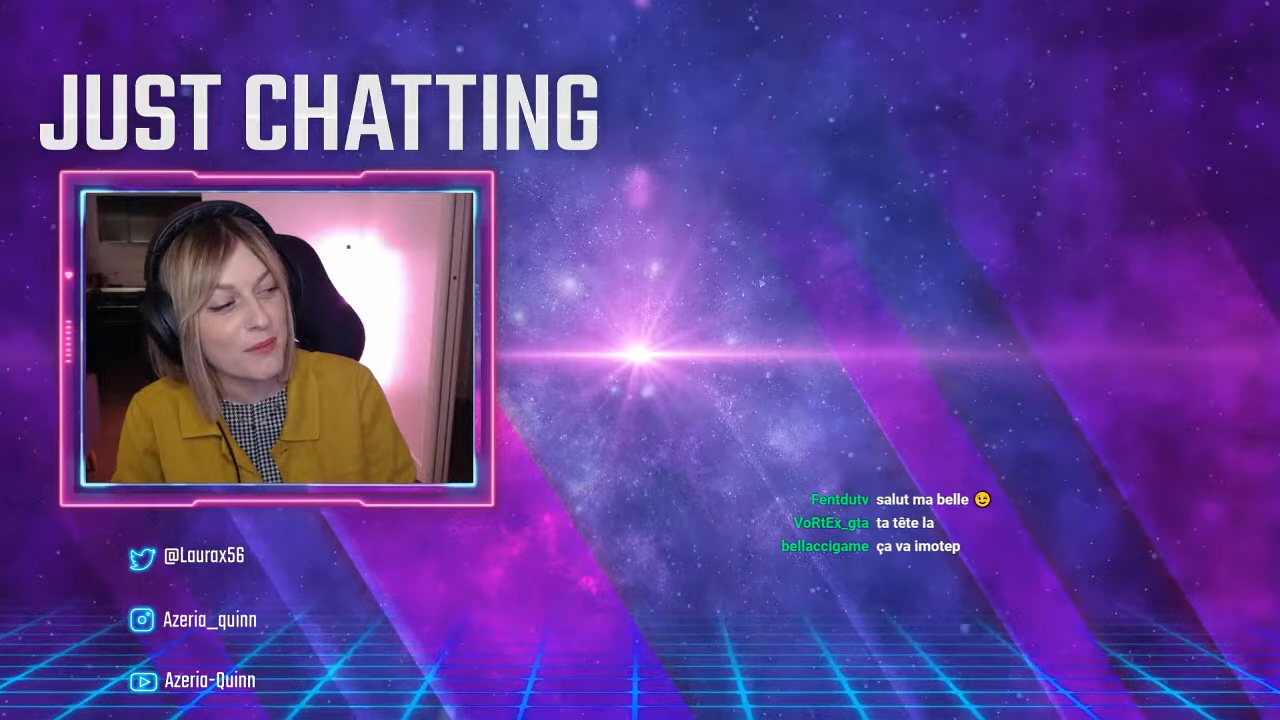 JUST CHATTING
Fentdutv salut ma belle 😉
VoRtEx_gta ta tête la
bellaccigame ça va imotep
@Laurax56
Azeria_quinn
Azeria-Quinn